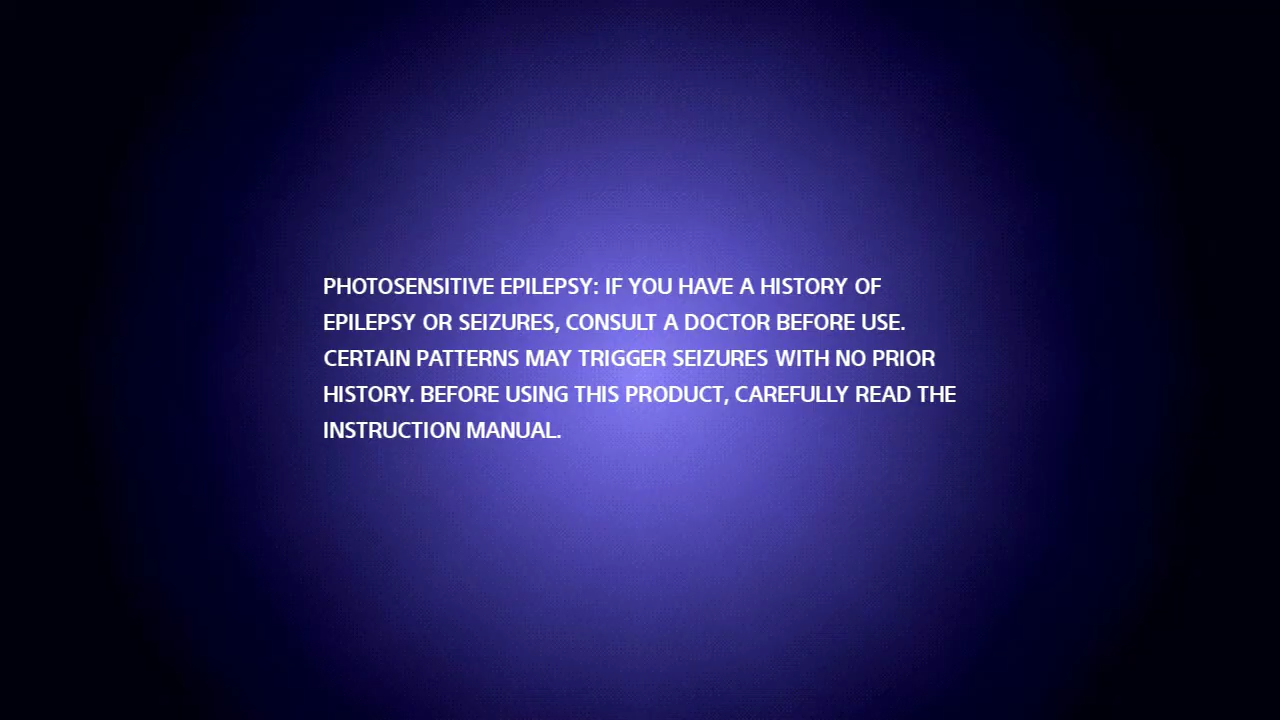 PHOTOSENSITIVE EPILEPSY: IF YOU HAVE A HISTORY OF
EPILEPSY OR SEIZURES, CONSULT A DOCTOR BEFORE USE.
CERTAIN PATTERNS MAY TRIGGER SEIZURES WITH NO PRIOR
HISTORY. BEFORE USING THIS PRODUCT, CAREFULLY READ THE
INSTRUCTION MANUAL.